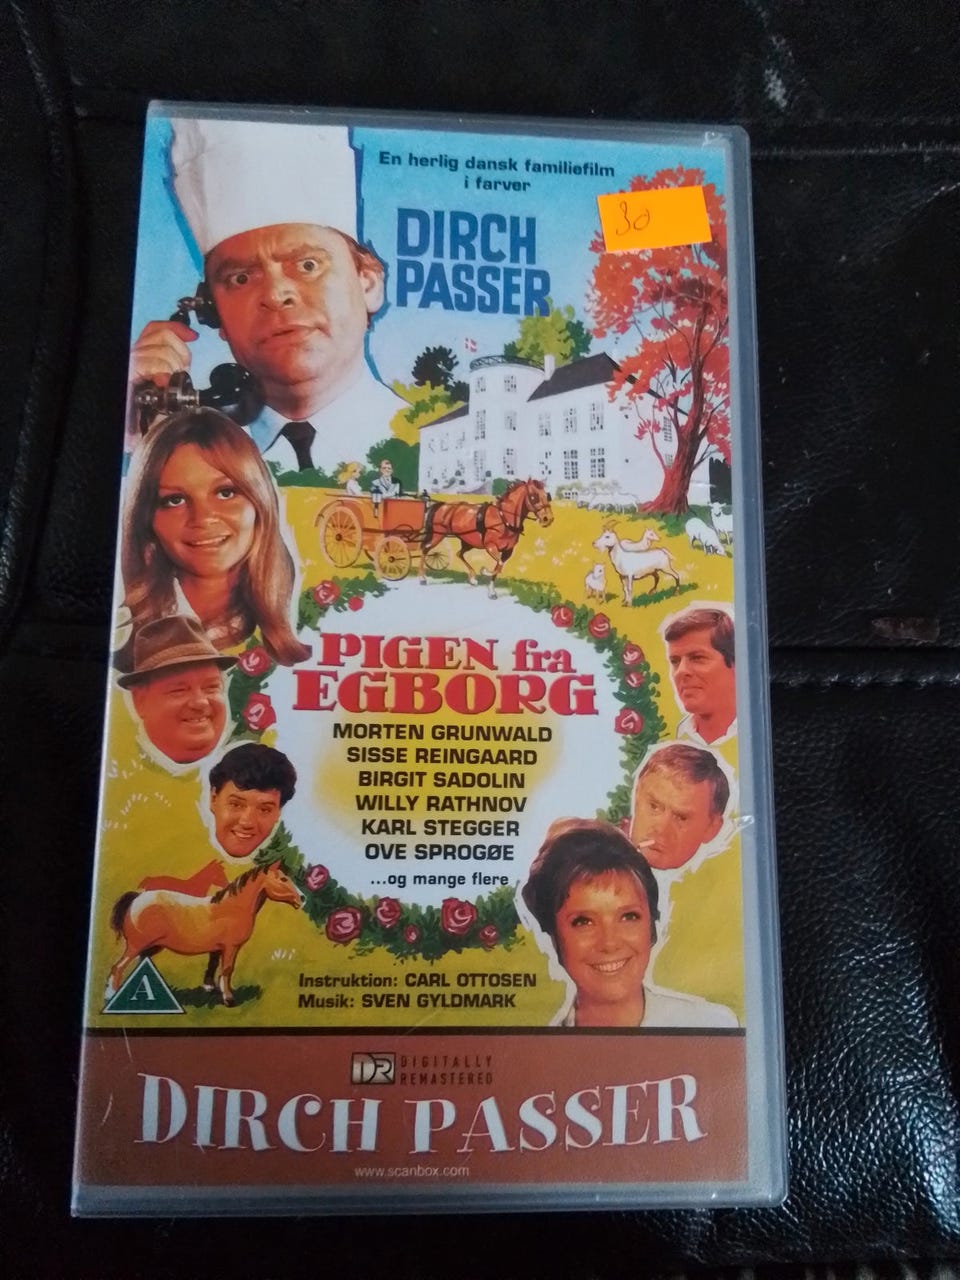 En herlig dansk familiefilm
i farver
30
DIRCH
PASSER
PIGEN fra
EGBORG
MORTEN GRUNWALD
SISSE REINGAARD
BIRGIT SADOLIN
WILLY RATHNOV
KARL STEGGER
OVE SPROGØE
...og mange flere
A
Instruktion: CARL OTTOSEN
Musik: SVEN GYLDMARK
DR DIGITALLY
REMASTERED
DIRCH PASSER
www.scanbox.com